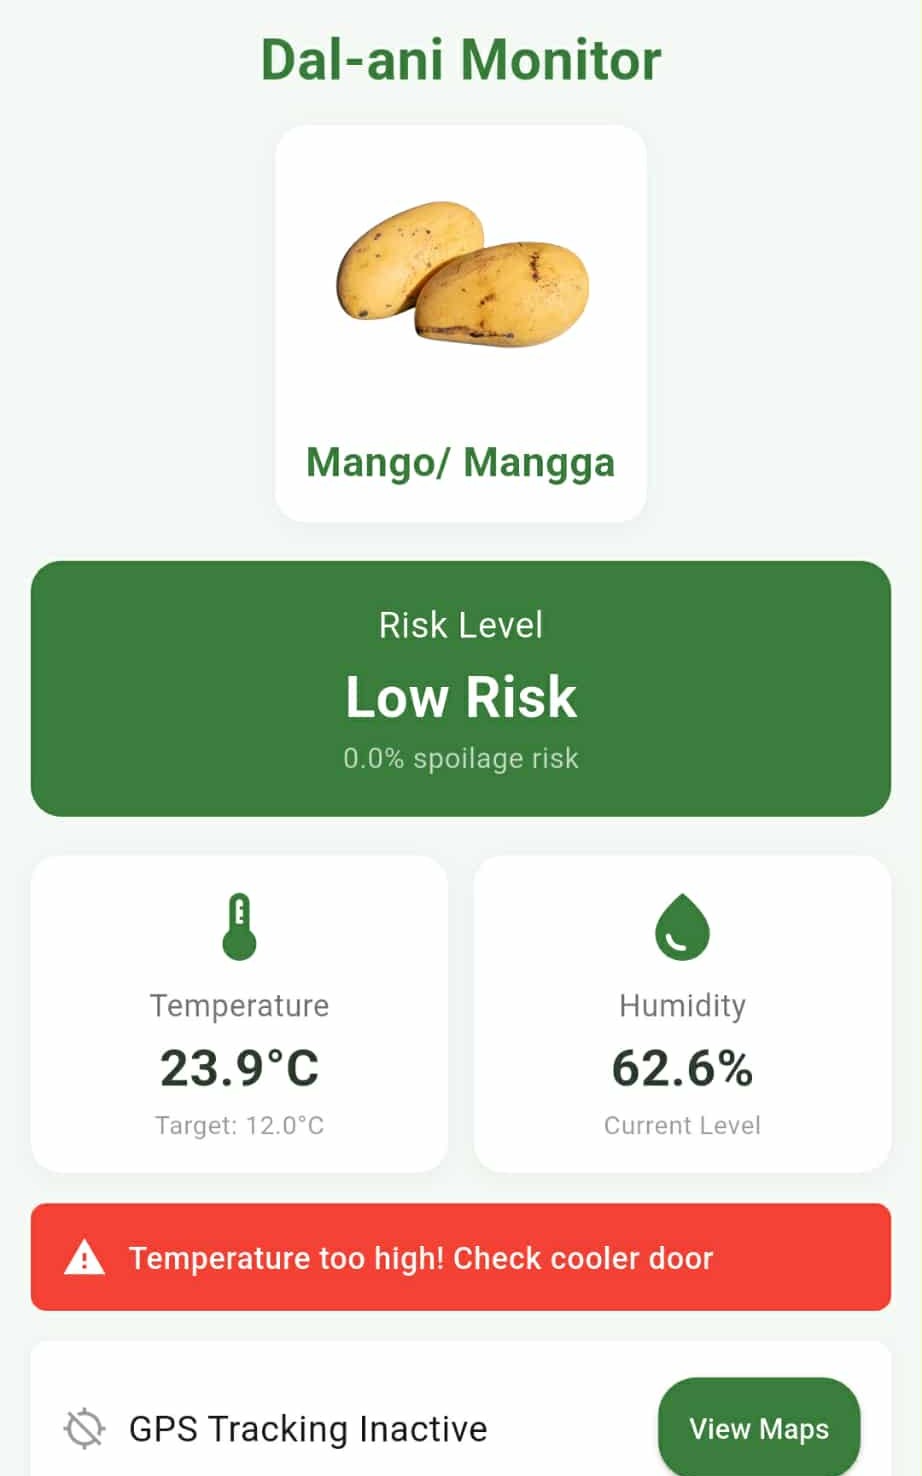 Dal-ani Monitor
Mango/ Mangga
Risk Level
Low Risk
0.0% spoilage risk
Temperature
23.9°C
Target: 12.0°C
Humidity
62.6%
Current Level
Temperature too high! Check cooler door
GPS Tracking Inactive
View Maps